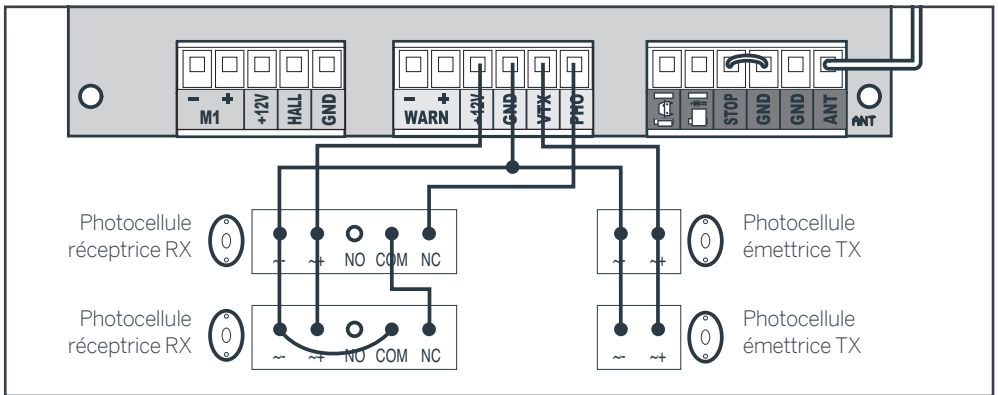 - + +12V HALL GND
M1
- + +12V GND VTX PHO
WARN
STOP GND GND ANT
ANT
Photocellule
réceptrice RX
~- ~+ NO COM NC
Photocellule
émettrice TX
~- ~+
Photocellule
réceptrice RX
~- ~+ NO COM NC
Photocellule
émettrice TX
~- ~+